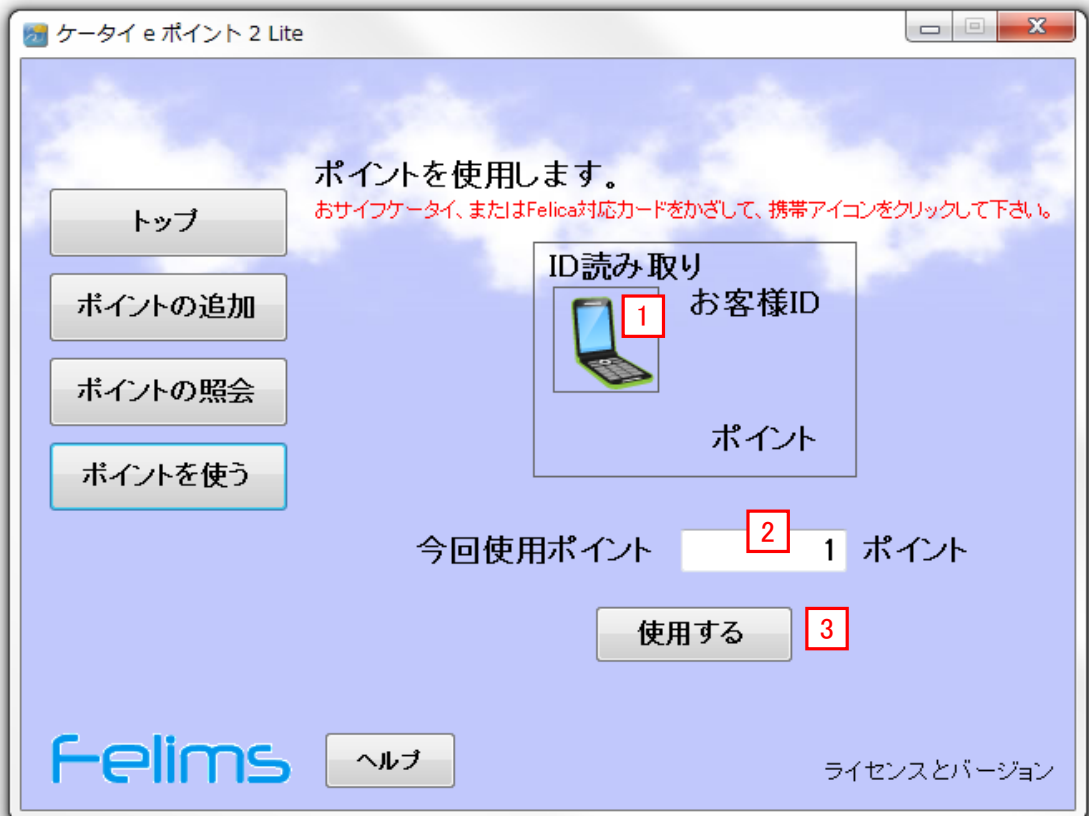 ケータイ e ポイント 2 Lite
ポイントを使用します。
おサイフケータイ、またはFelica対応カードをかざして、携帯アイコンをクリックして下さい。
トップ
ポイントの追加
ポイントの照会
ポイントを使う
ID読み取り
1
お客様ID
ポイント
今回使用ポイント 2 1 ポイント
使用する 3
Felims
ヘルプ
ライセンスとバージョン